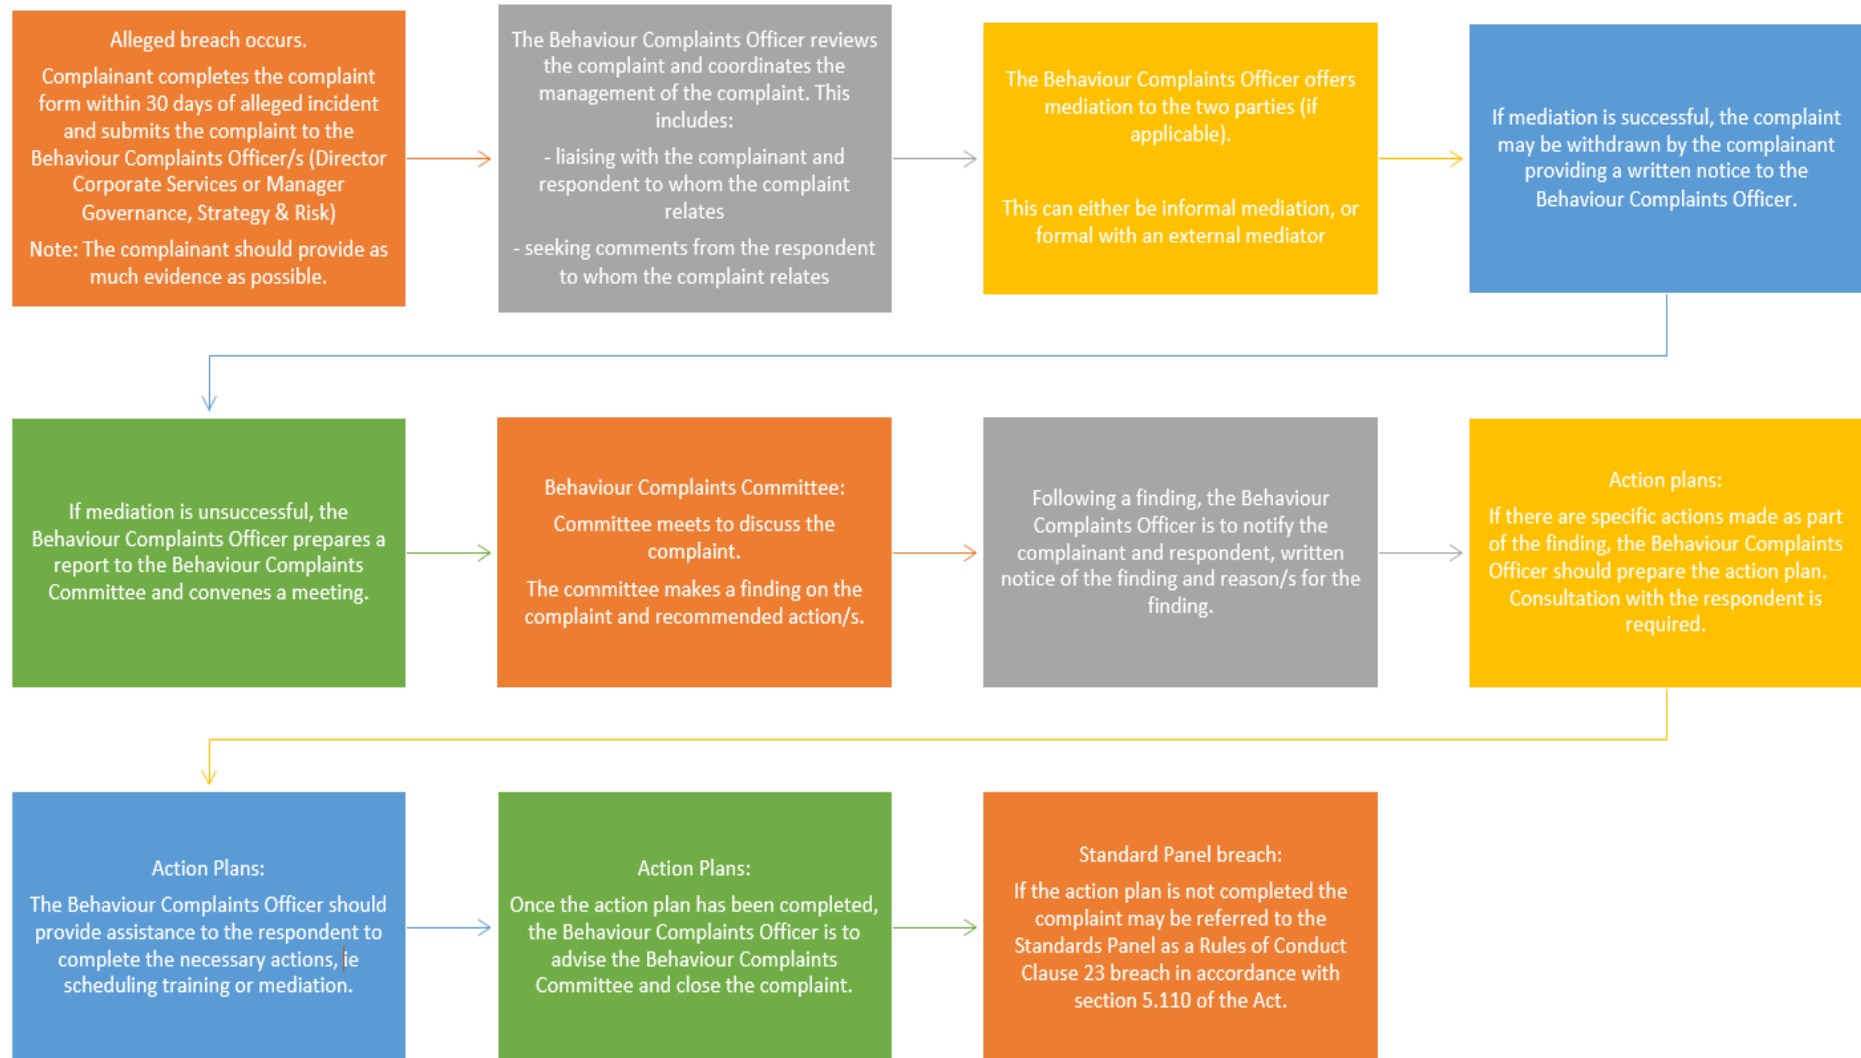 Alleged breach occurs.
Complainant completes the complaint
form within 30 days of alleged incident
and submits the complaint to the
Behaviour Complaints Officer/s (Director
Corporate Services or Manager
Governance, Strategy & Risk)
Note: The complainant should provide as
much evidence as possible.
The Behaviour Complaints Officer reviews
the complaint and coordinates the
management of the complaint. This
includes:
- liaising with the complainant and
respondent to whom the complaint
relates
- seeking comments from the respondent
to whom the complaint relates
The Behaviour Complaints Officer offers
mediation to the two parties (if
applicable).
This can either be informal mediation, or
formal with an external mediator
If mediation is successful, the complaint
may be withdrawn by the complainant
providing a written notice to the
Behaviour Complaints Officer.
If mediation is unsuccessful, the
Behaviour Complaints Officer prepares a
report to the Behaviour Complaints
Committee and convenes a meeting.
Behaviour Complaints Committee:
Committee meets to discuss the
complaint.
The committee makes a finding on the
complaint and recommended action/s.
Following a finding, the Behaviour
Complaints Officer is to notify the
complainant and respondent, written
notice of the finding and reason/s for the
finding.
Action plans:
If there are specific actions made as part
of the finding, the Behaviour Complaints
Officer should prepare the action plan.
Consultation with the respondent is
required.
Action Plans:
The Behaviour Complaints Officer should
provide assistance to the respondent to
complete the necessary actions, ie
scheduling training or mediation.
Action Plans:
Once the action plan has been completed,
the Behaviour Complaints Officer is to
advise the Behaviour Complaints
Committee and close the complaint.
Standard Panel breach:
If the action plan is not completed the
complaint may be referred to the
Standards Panel as a Rules of Conduct
Clause 23 breach in accordance with
section 5.110 of the Act.